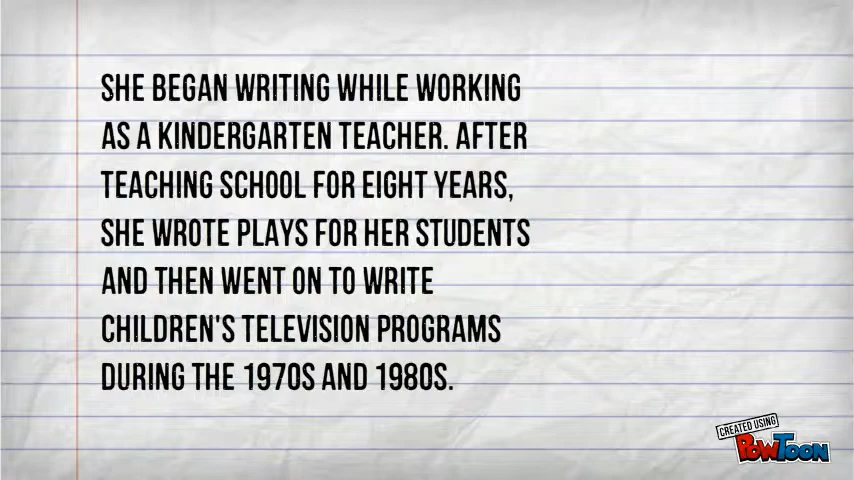 SHE BEGAN WRITING WHILE WORKING
AS A KINDERGARTEN TEACHER. AFTER
TEACHING SCHOOL FOR EIGHT YEARS,
SHE WROTE PLAYS FOR HER STUDENTS
AND THEN WENT ON TO WRITE
CHILDREN'S TELEVISION PROGRAMS
DURING THE 1970S AND 1980S.
CREATED USING
POWTOON